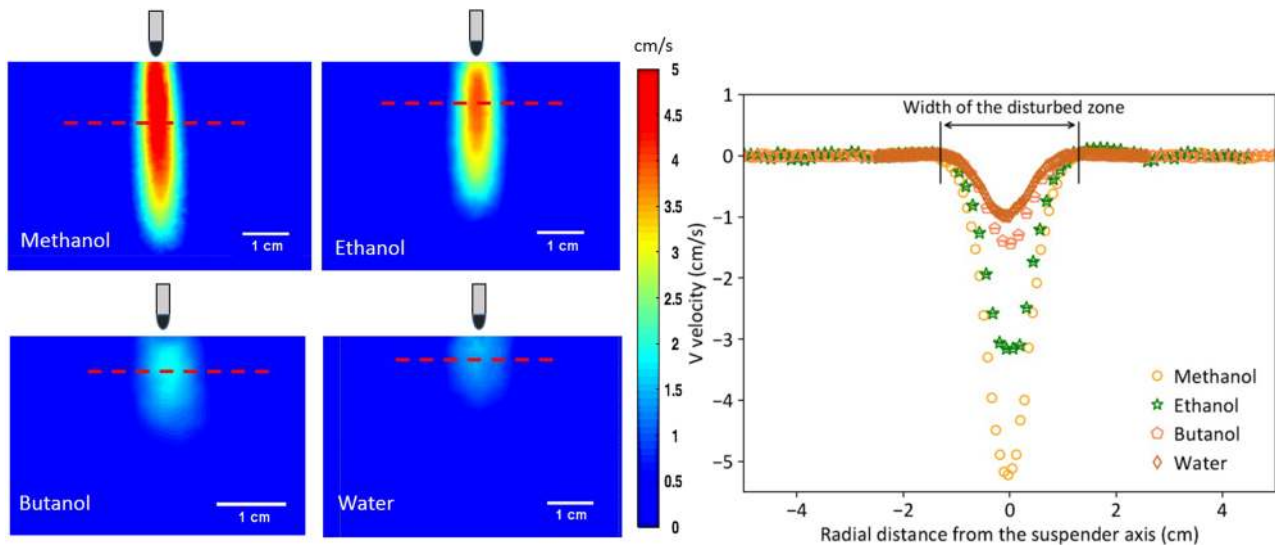 Methanol
1 cm
Ethanol
1 cm
Butanol
1 cm
Water
1 cm
cm/s
5
4.5
4
3.5
3
2.5
2
1.5
1
0.5
0
Width of the disturbed zone
1
0
−1
−2
−3
−4
−5
V velocity (cm/s)
Methanol
Ethanol
Butanol
Water
−4 −2 0 2 4
Radial distance from the suspender axis (cm)